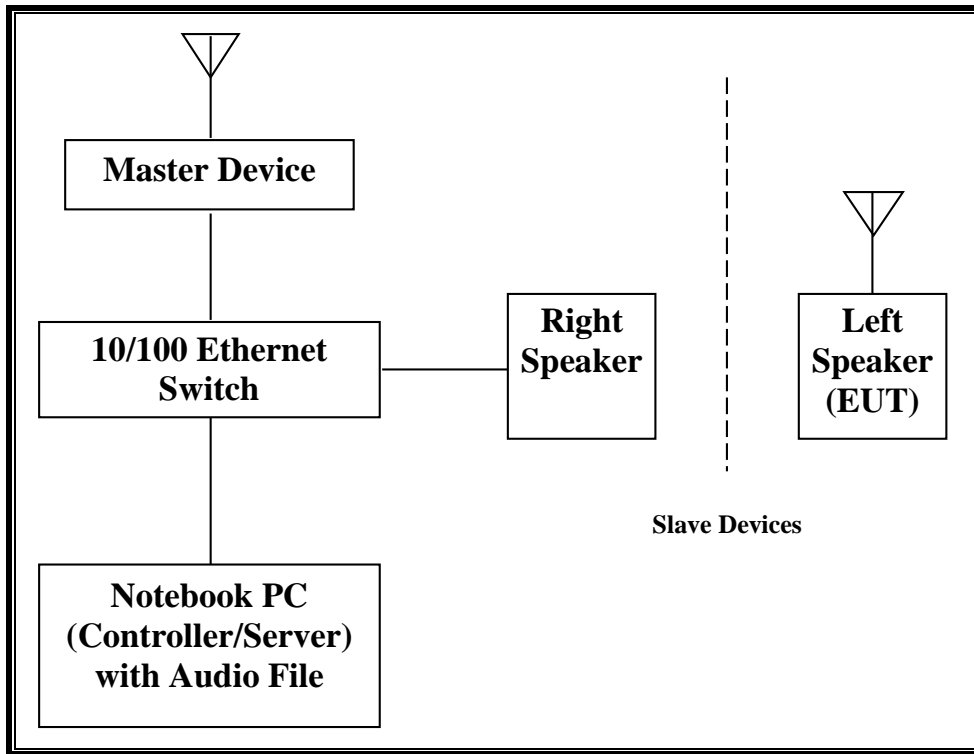 Master Device
10/100 Ethernet
Switch
Right
Speaker
Left
Speaker
(EUT)
Slave Devices
Notebook PC
(Controller/Server)
with Audio File